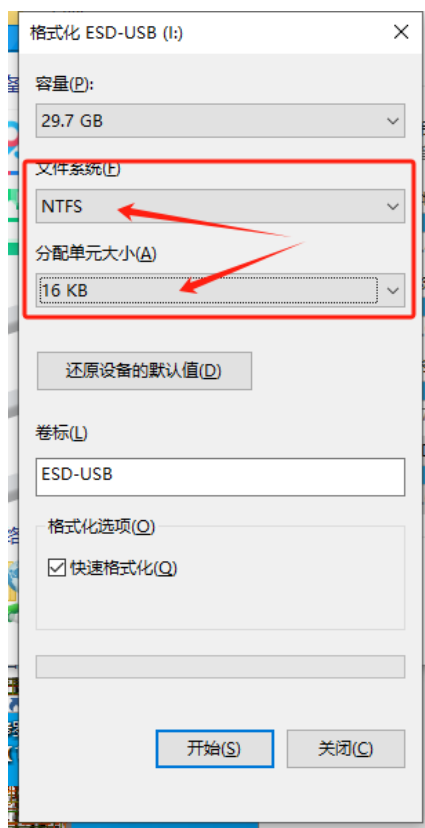 格式化 ESD-USB (I:)
容量(P):
29.7 GB
文件系统(F)
NTFS
分配单元大小(A)
16 KB
还原设备的默认值(D)
卷标(L)
ESD-USB
格式化选项(O)
快速格式化(Q)
开始(S)
关闭(C)